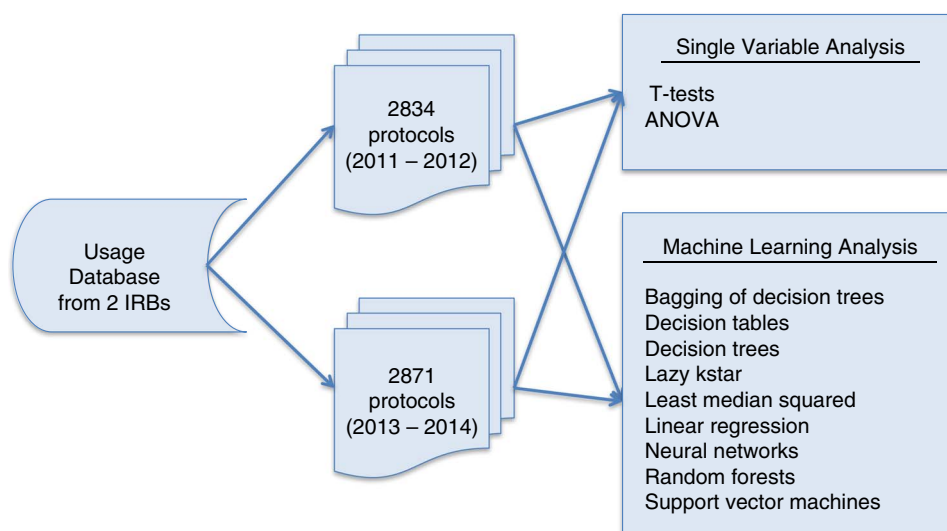 Usage
Database
from 2 IRBs
2834
protocols
(2011 – 2012)
2871
protocols
(2013 – 2014)
Single Variable Analysis
T-tests
ANOVA
Machine Learning Analysis
Bagging of decision trees
Decision tables
Decision trees
Lazy kstar
Least median squared
Linear regression
Neural networks
Random forests
Support vector machines